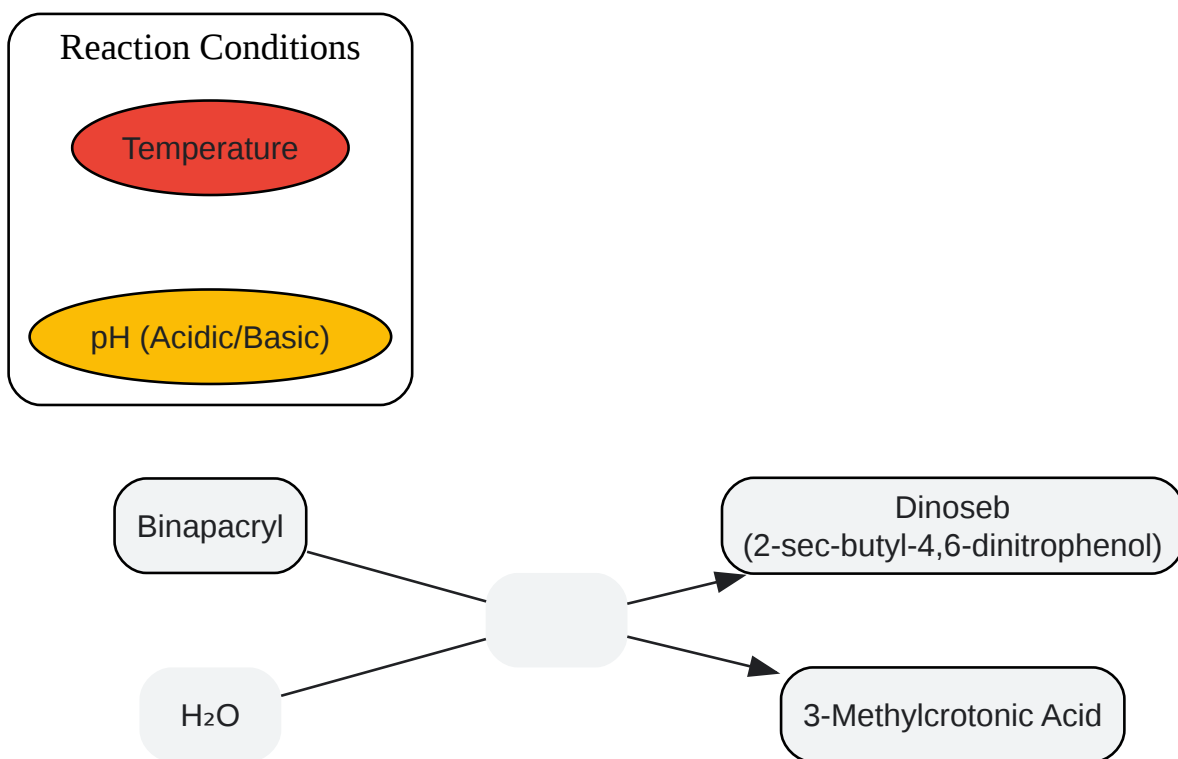 Reaction Conditions
Temperature
pH (Acidic/Basic)
Binapacryl
Dinoseb
(2-sec-butyl-4,6-dinitrophenol)
H₂O
3-Methylcrotonic Acid